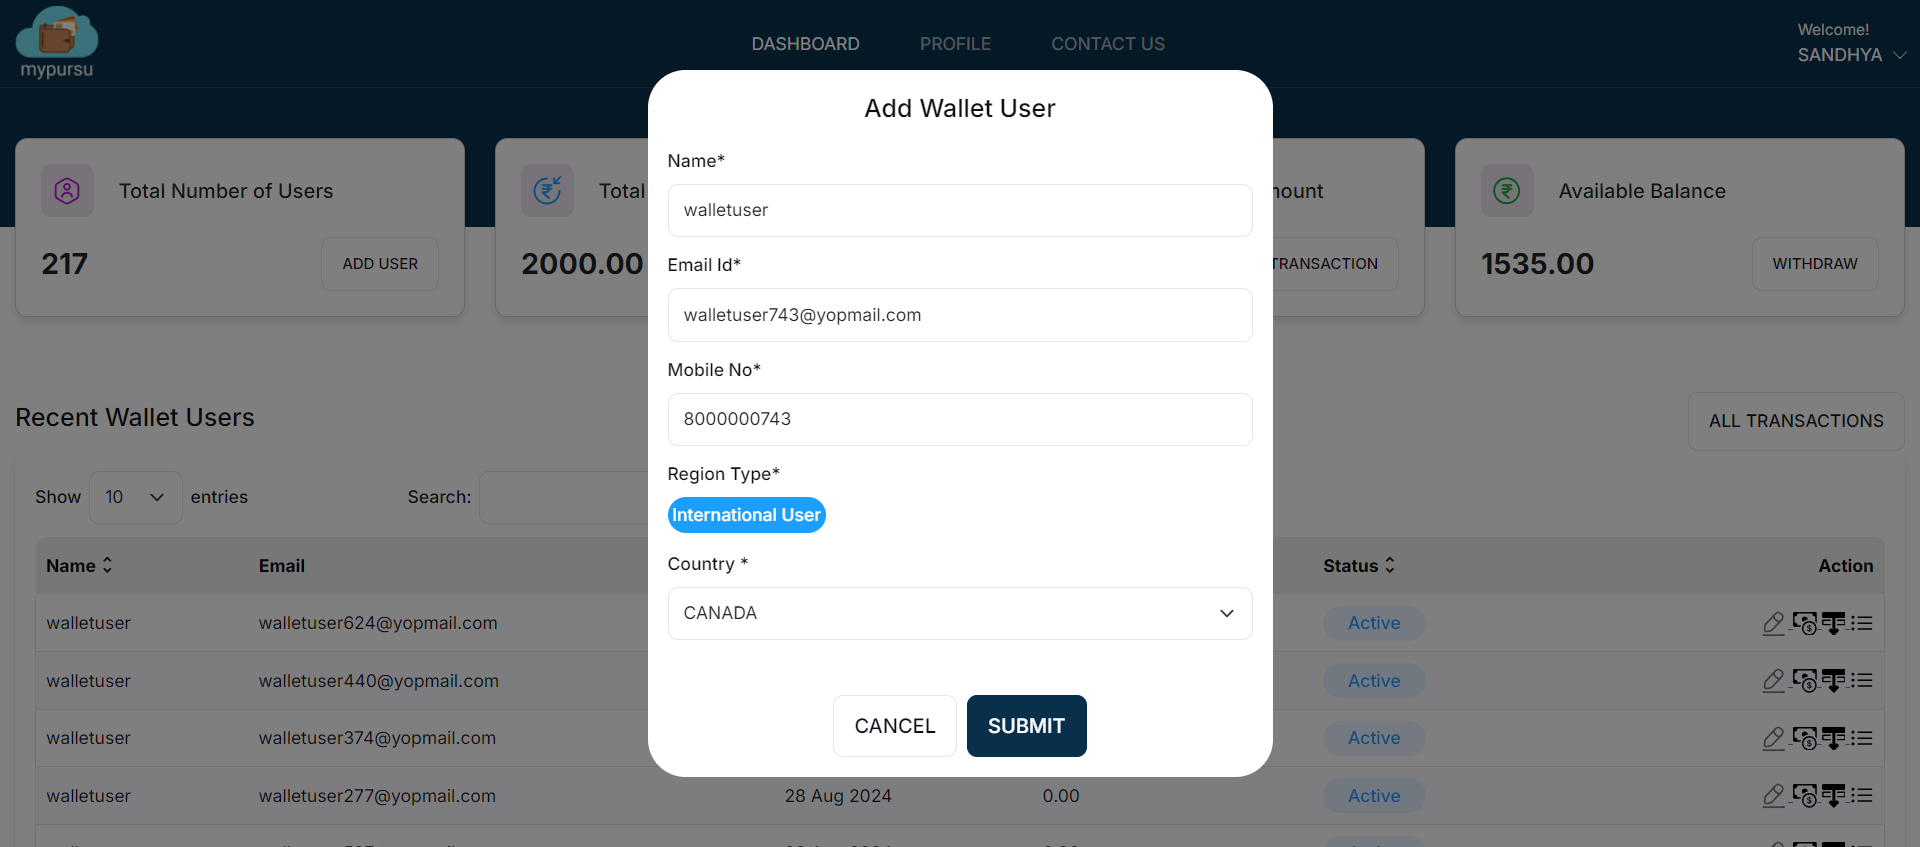 mypursu
DASHBOARD PROFILE CONTACT US
Welcome!
SANDHYA
Add Wallet User
Name*
walletuser
Email Id*
walletuser743@yopmail.com
Mobile No*
8000000743
Region Type*
International User
Country *
CANADA
CANCEL SUBMIT
Total Number of Users
217 ADD USER
Total
2000.00
TRANSACTION
Available Balance
1535.00 WITHDRAW
Recent Wallet Users ALL TRANSACTIONS
Show 10 entries Search:
Name Email Status Action
walletuser walletuser624@yopmail.com Active
walletuser walletuser440@yopmail.com Active
walletuser walletuser374@yopmail.com Active
walletuser walletuser277@yopmail.com 28 Aug 2024 0.00 Active